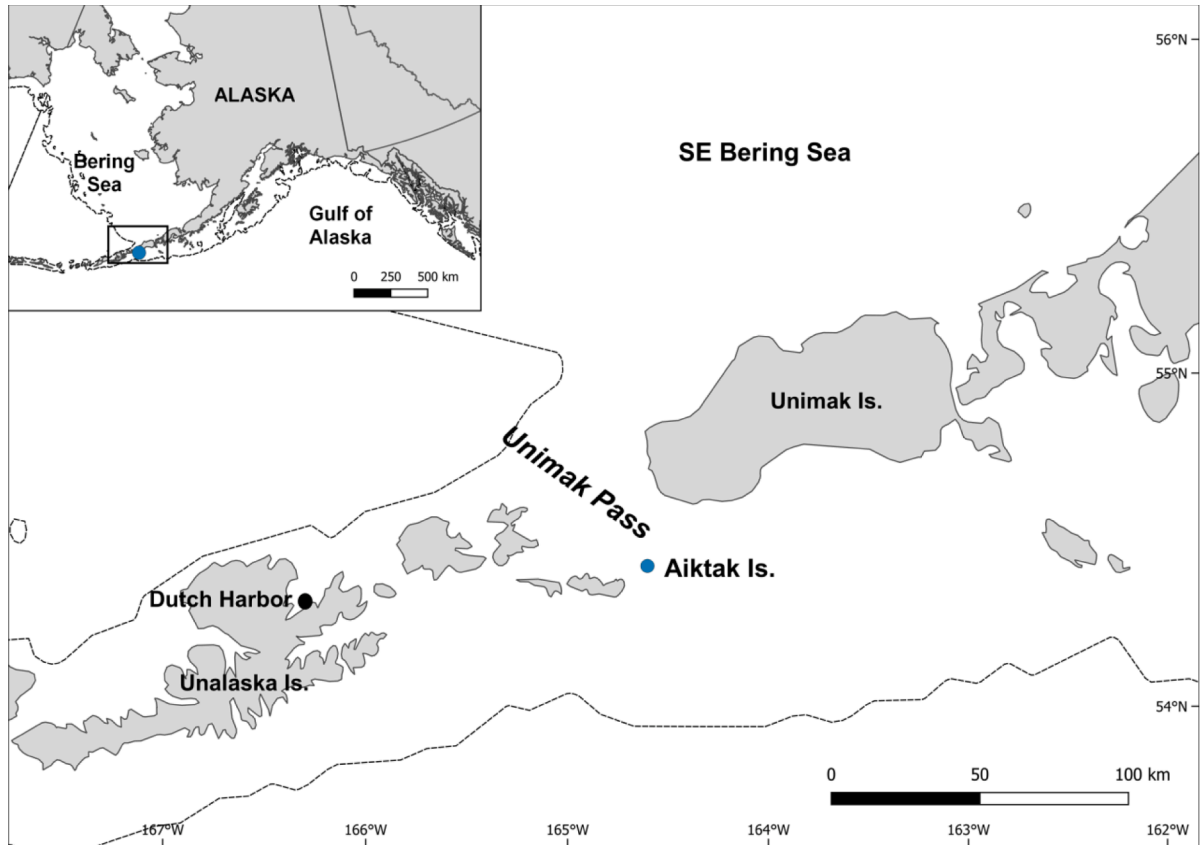 ALASKA
Bering
Sea
Gulf of
Alaska
0 250 500 km
56°N
SE Bering Sea
55°N
Unimak Is.
Unimak Pass
Aiktak Is.
Dutch Harbor
Unalaska Is.
54°N
0 50 100 km
167°W 166°W 165°W 164°W 163°W 162°W